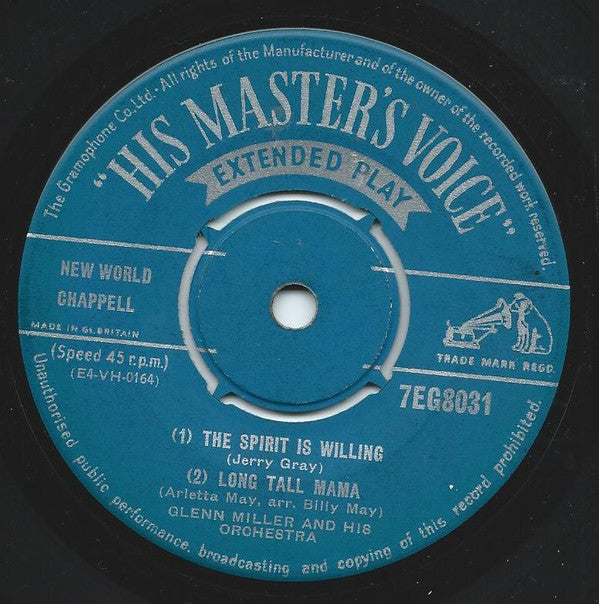 The Gramophone Co. Ltd. All rights of the Manufacturer and of the owner of the recorded work reserved.
"HIS MASTER'S VOICE"
EXTENDED PLAY
NEW WORLD
CHAPPELL
MADE IN GT. BRITAIN
(Speed 45 r.p.m.)
(E4-VH-0164)
TRADE MARK REGD.
7EG8031
(1) THE SPIRIT IS WILLING
(Jerry Gray)
(2) LONG TALL MAMA
(Arletta May, arr. Billy May)
GLENN MILLER AND HIS
ORCHESTRA
Unauthorised public performance, broadcasting and copying of this record prohibited.